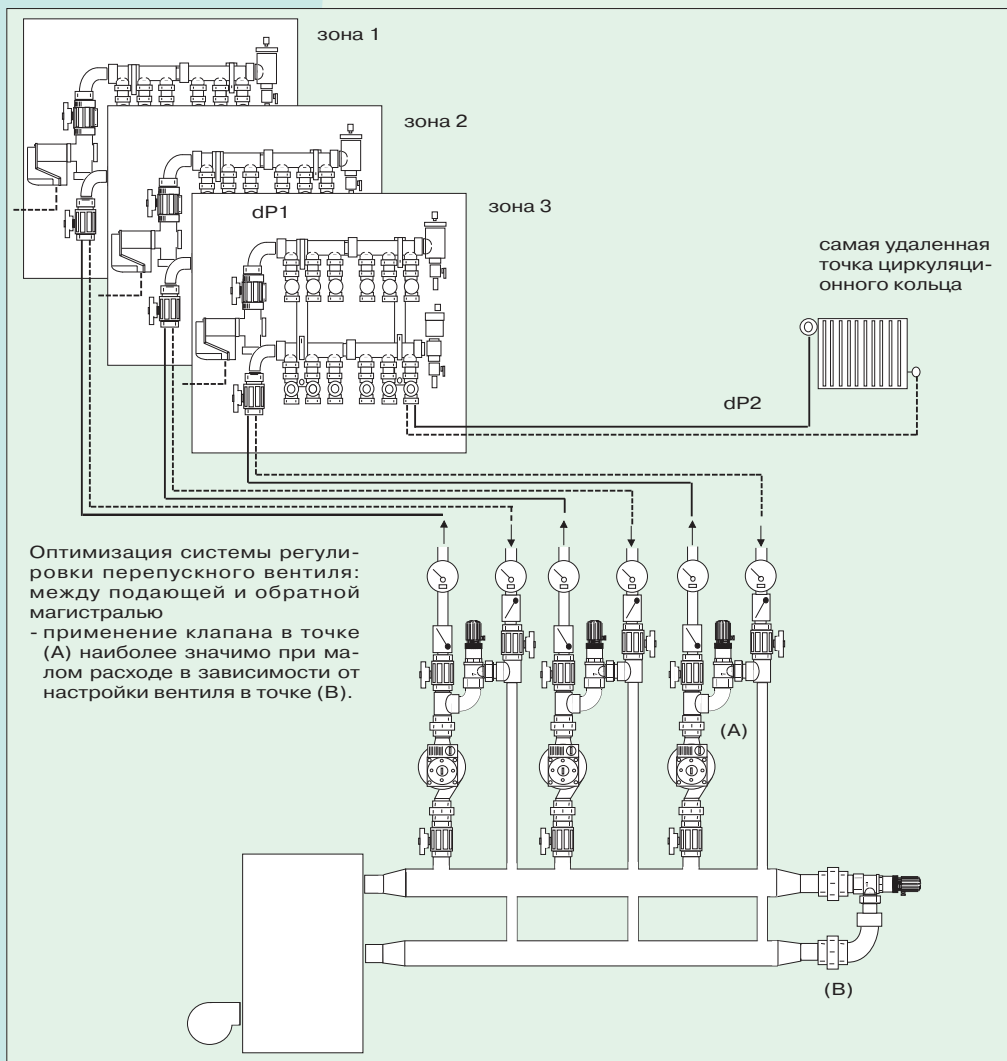 зона 1
зона 2
dP1
зона 3
самая удаленная
точка циркуляци-
онного кольца
dP2
Оптимизация системы регули-
ровки перепускного вентиля:
между подающей и обратной
магистралью
- применение клапана в точке
(А) наиболее значимо при ма-
лом расходе в зависимости от
настройки вентиля в точке (В).
(А)
(В)